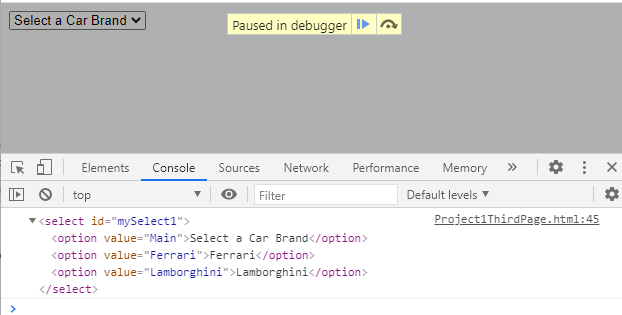 Select a Car Brand
Paused in debugger
Elements Console Sources Network Performance Memory »
top Filter Default levels
<select id="mySelect1"> Project1ThirdPage.html:45
<option value="Main">Select a Car Brand</option>
<option value="Ferrari">Ferrari</option>
<option value="Lamborghini">Lamborghini</option>
</select>